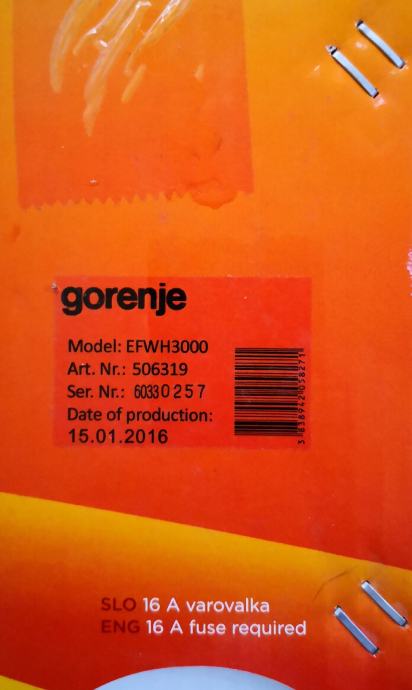 gorenje
Model: EFWH3000
Art. Nr.: 506319
Ser. Nr.: 60330257
Date of production:
15.01.2016
3838942058271
SLO 16 A varovalka
ENG 16 A fuse required